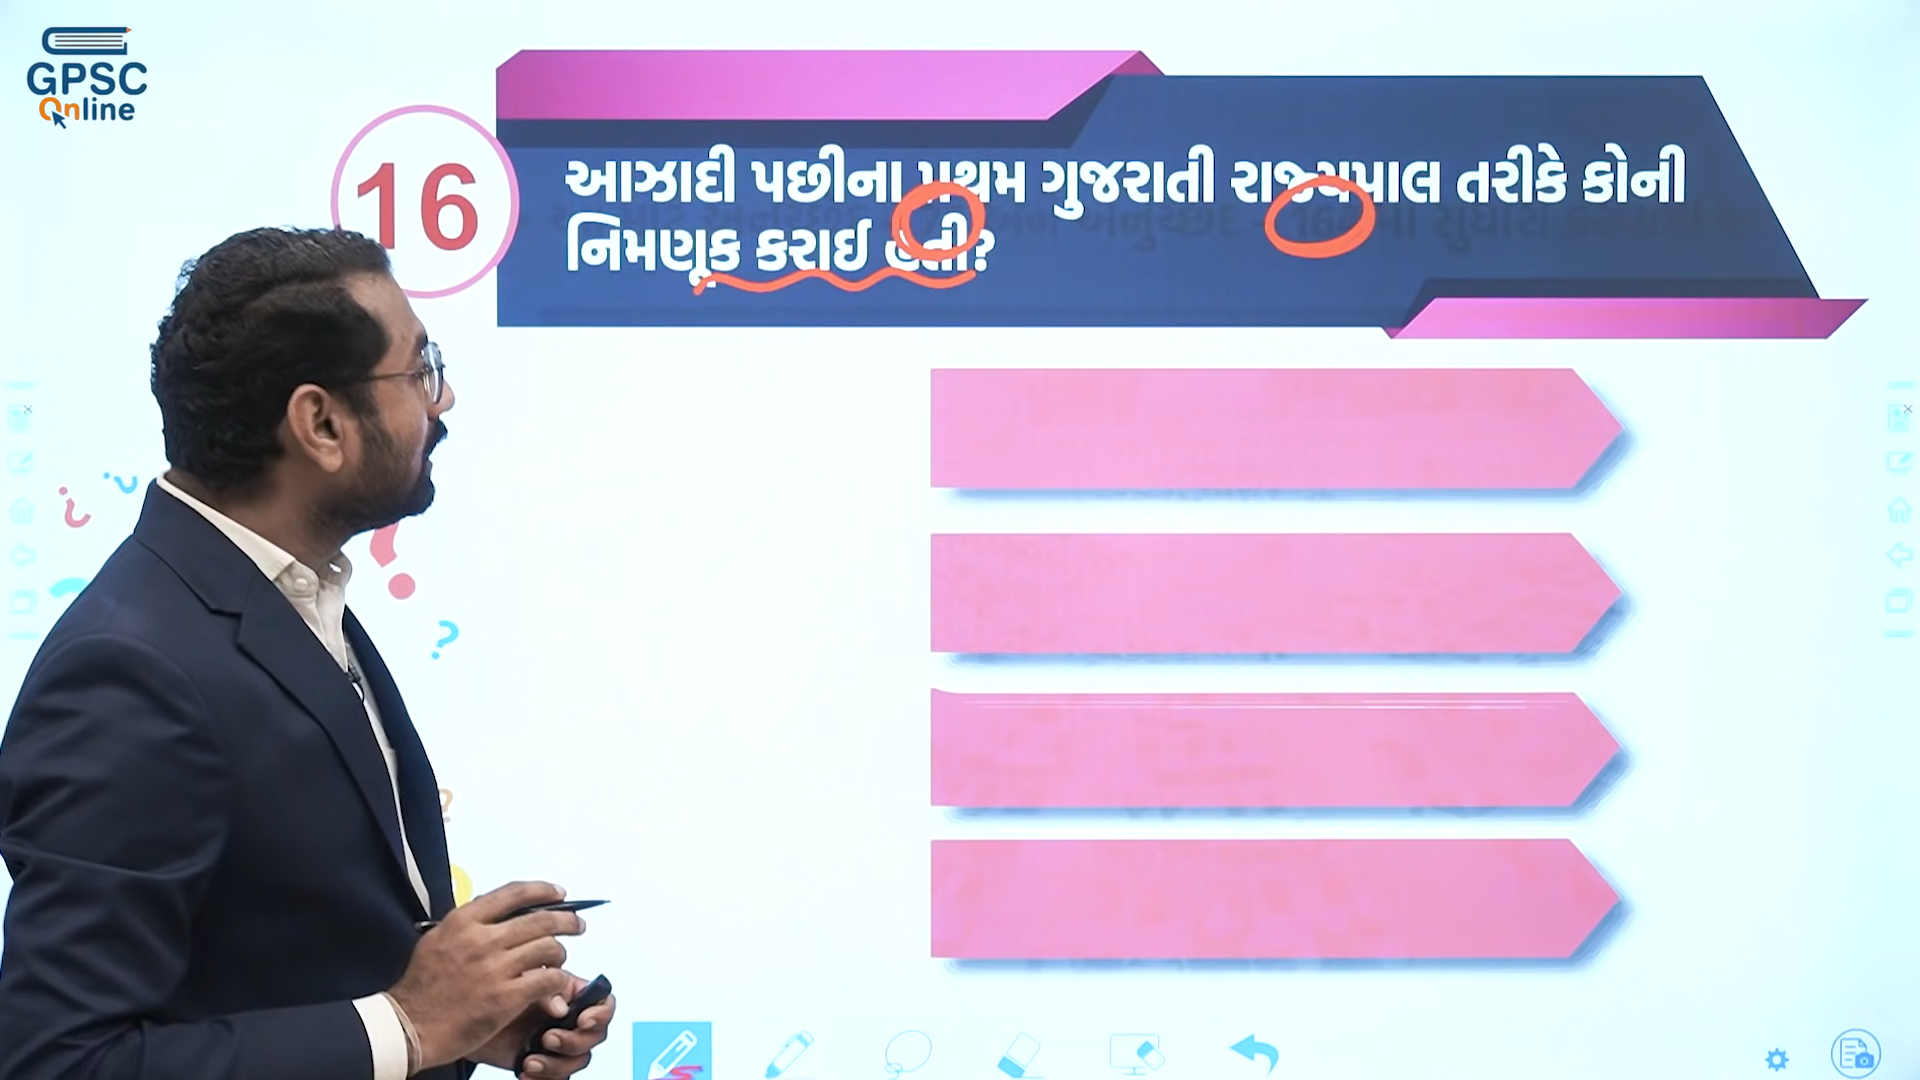 GPSC
Online
16
આઝાદી પછીના પ્રથમ ગુજરાતી રાજ્યપાલ તરીકે કોની
નિમણૂક કરાઈ હતી?